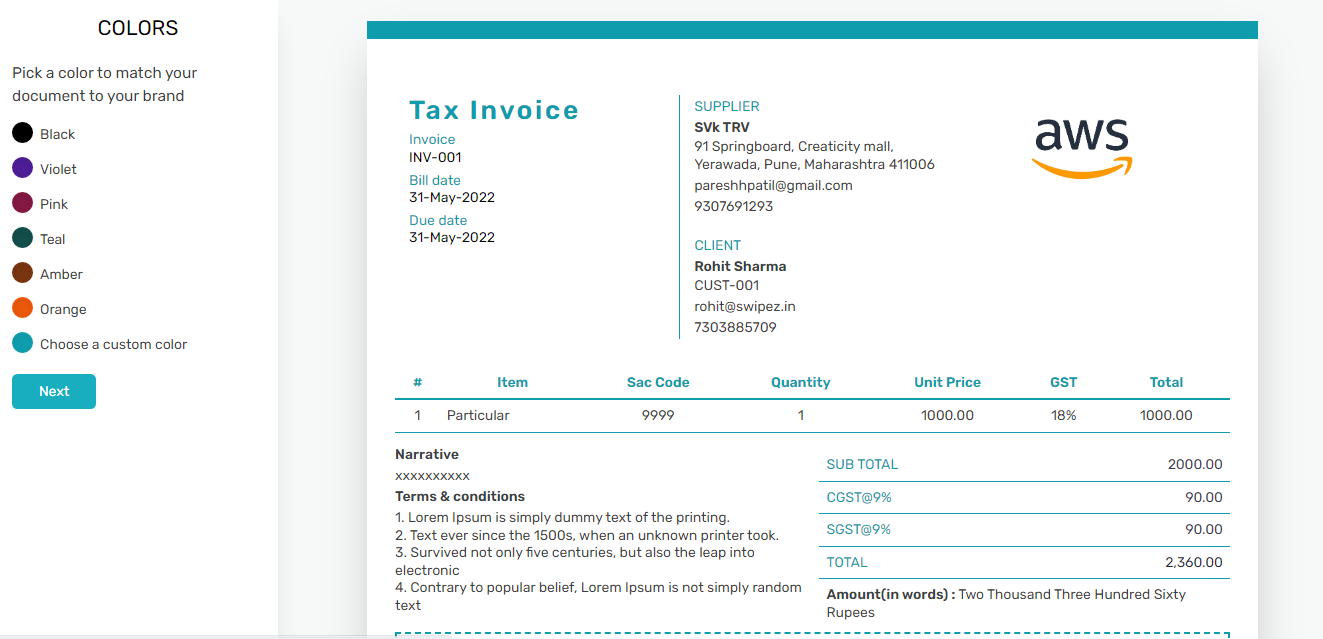 COLORS
Pick a color to match your
document to your brand
Black
Violet
Pink
Teal
Amber
Orange
Choose a custom color
Next
Tax Invoice
Invoice
INV-001
Bill date
31-May-2022
Due date
31-May-2022
SUPPLIER
SVk TRV
91 Springboard, Creaticity mall,
Yerawada, Pune, Maharashtra 411006
pareshhpatil@gmail.com
9307691293
CLIENT
Rohit Sharma
CUST-001
rohit@swipez.in
7303885709
aws
# Item Sac Code Quantity Unit Price GST Total
1 Particular 9999 1 1000.00 18% 1000.00
Narrative
xxxxxxxxxx
Terms & conditions
1. Lorem Ipsum is simply dummy text of the printing.
2. Text ever since the 1500s, when an unknown printer took.
3. Survived not only five centuries, but also the leap into
electronic
4. Contrary to popular belief, Lorem Ipsum is not simply random
text
SUB TOTAL 2000.00
CGST@9% 90.00
SGST@9% 90.00
TOTAL 2,360.00
Amount(in words) : Two Thousand Three Hundred Sixty
Rupees